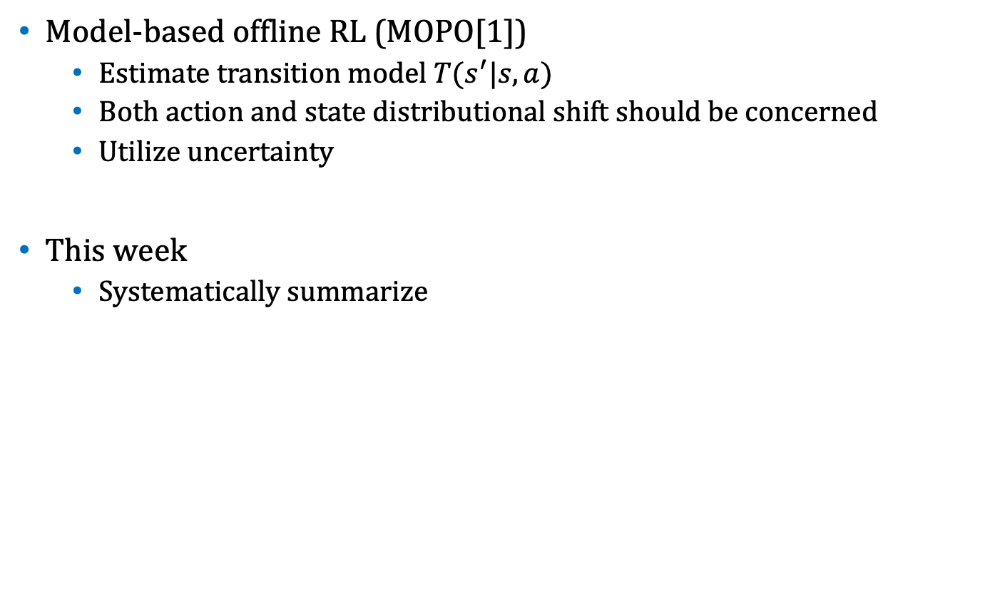 • Model-based offline RL (MOPO[1])
• Estimate transition model T(s′|s, a)
• Both action and state distributional shift should be concerned
• Utilize uncertainty
• This week
• Systematically summarize